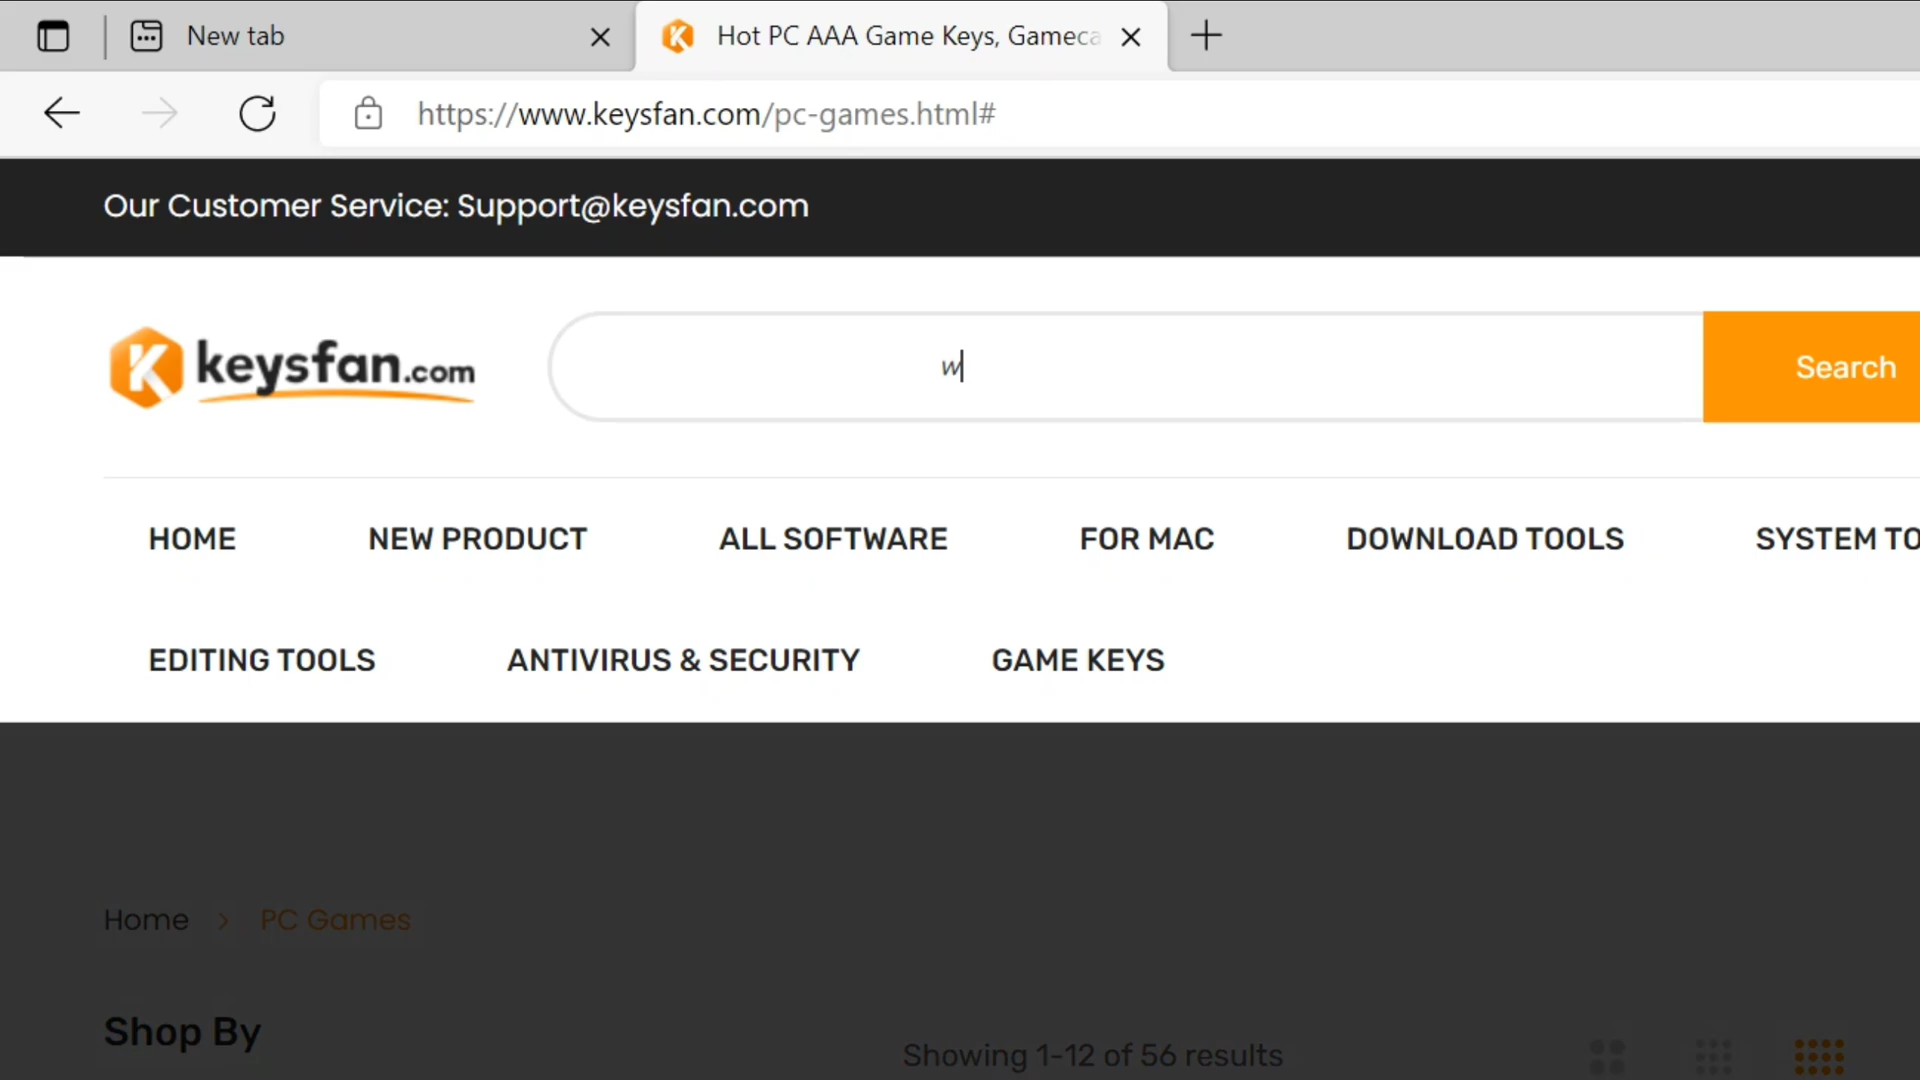 New tab
Hot PC AAA Game Keys, Gameca
https://www.keysfan.com/pc-games.html#
Our Customer Service: Support@keysfan.com
keysfan.com
w
Search
HOME NEW PRODUCT ALL SOFTWARE FOR MAC DOWNLOAD TOOLS SYSTEM TO
EDITING TOOLS ANTIVIRUS & SECURITY GAME KEYS
Home > PC Games
Shop By
Showing 1-12 of 56 results